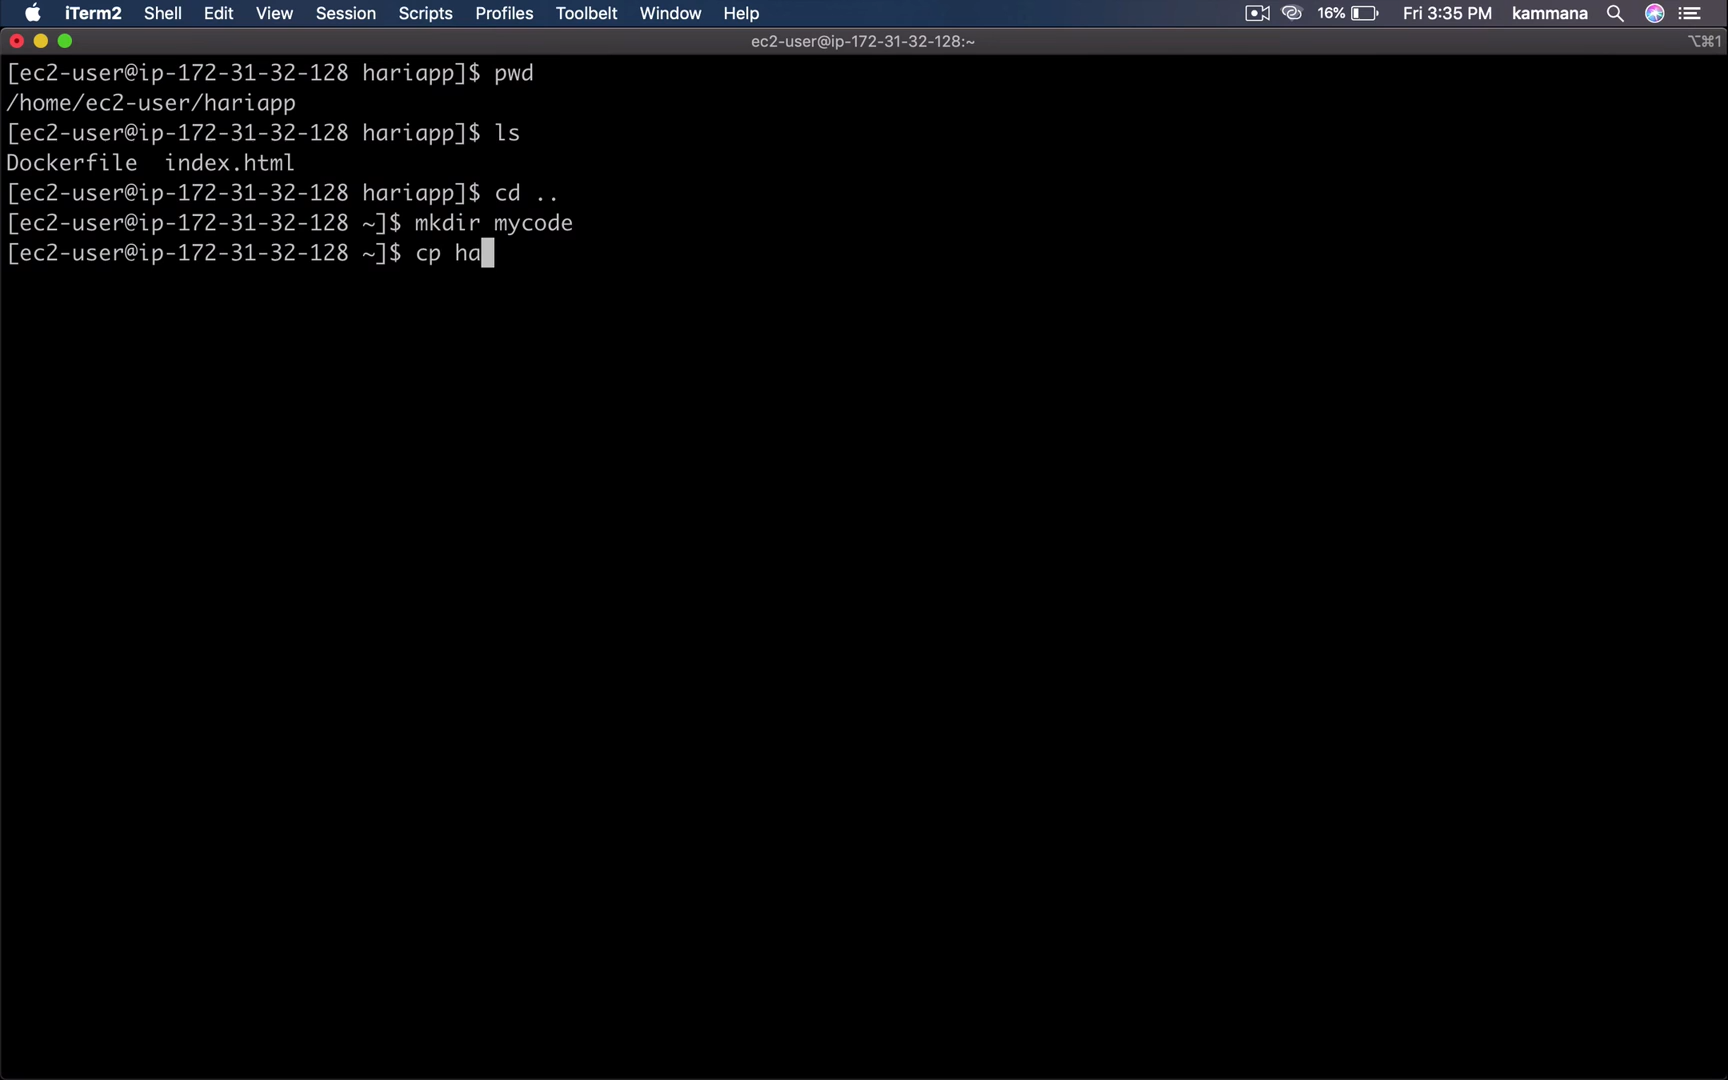 iTerm2 Shell Edit View Session Scripts Profiles Toolbelt Window Help 16% Fri 3:35 PM kammana
ec2-user@ip-172-31-32-128:~ ⌥⌘1
[ec2-user@ip-172-31-32-128 hariapp]$ pwd
/home/ec2-user/hariapp
[ec2-user@ip-172-31-32-128 hariapp]$ ls
Dockerfile  index.html
[ec2-user@ip-172-31-32-128 hariapp]$ cd ..
[ec2-user@ip-172-31-32-128 ~]$ mkdir mycode
[ec2-user@ip-172-31-32-128 ~]$ cp ha